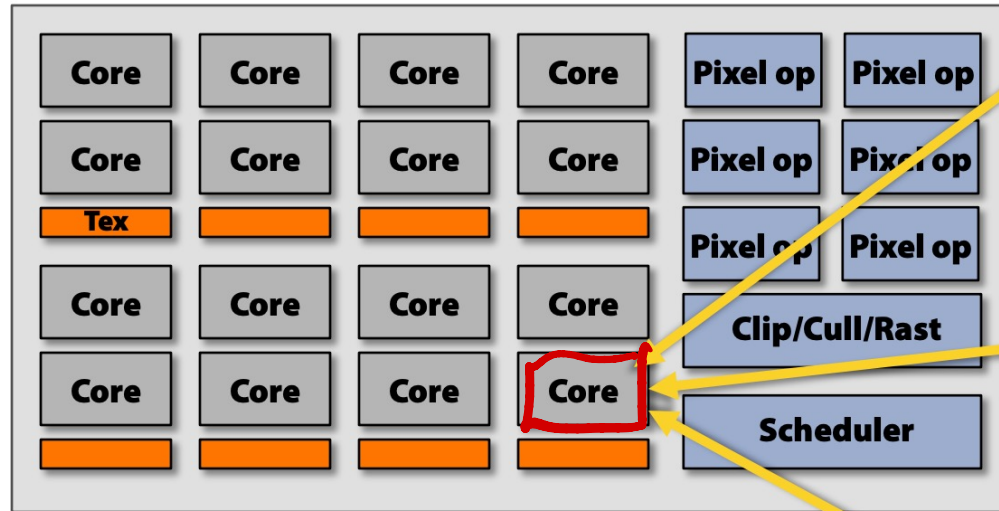 Core Core Core Core Pixel op Pixel op
Core Core Core Core Pixel op Pixel op
Tex
Pixel op Pixel op
Core Core Core Core
Clip/Cull/Rast
Core Core Core Core
Scheduler